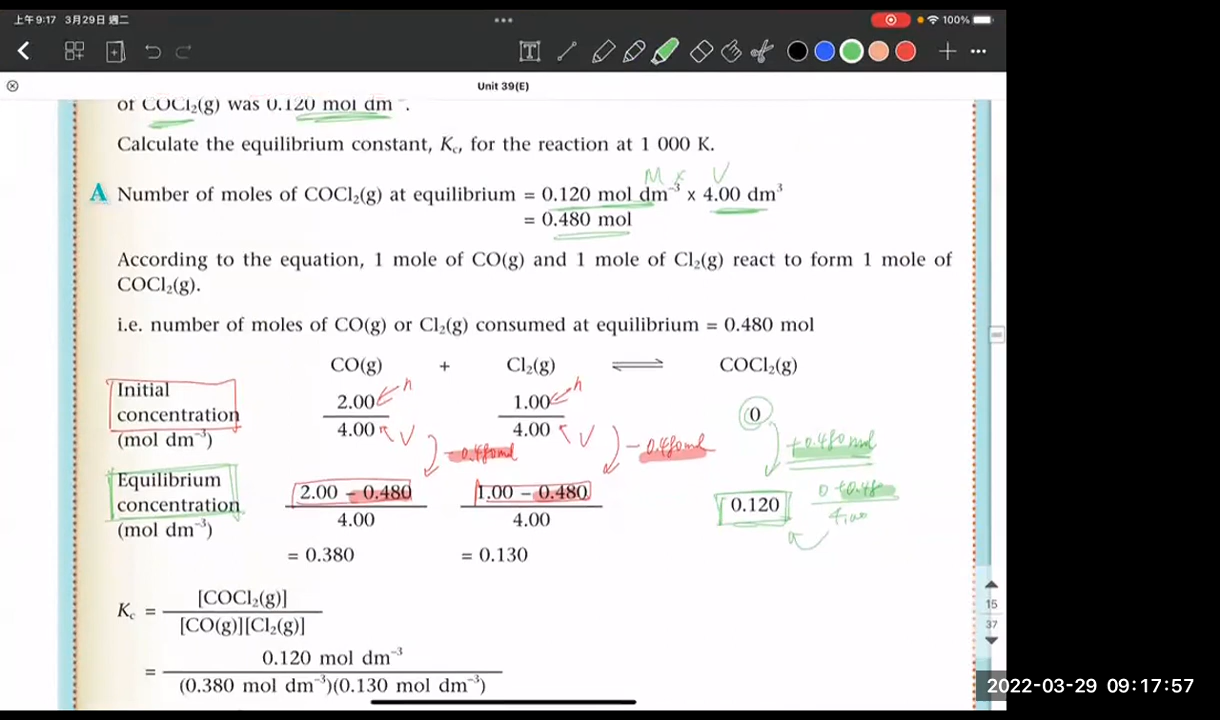 上午9:17 3月29日 週二
100%
Unit 39(E)
of COCl₂(g) was 0.120 mol dm⁻³.
Calculate the equilibrium constant, Kc, for the reaction at 1 000 K.
M × V
A Number of moles of COCl₂(g) at equilibrium = 0.120 mol dm⁻³ x 4.00 dm³
= 0.480 mol
According to the equation, 1 mole of CO(g) and 1 mole of Cl₂(g) react to form 1 mole of
COCl₂(g).
i.e. number of moles of CO(g) or Cl₂(g) consumed at equilibrium = 0.480 mol
CO(g) + Cl₂(g) ⇌ COCl₂(g)
Initial
concentration
(mol dm⁻³)
2.00 n
4.00 V
1.00 n
4.00 V
0
- 0.480 mol
- 0.480 mol
+0.480 mol
Equilibrium
concentration
(mol dm⁻³)
2.00 – 0.480
4.00
= 0.380
1.00 – 0.480
4.00
= 0.130
0.120
0+0.48
4.00
Kc = [COCl₂(g)]
[CO(g)][Cl₂(g)]
= 0.120 mol dm⁻³
(0.380 mol dm⁻³)(0.130 mol dm⁻³)
15
37
2022-03-29 09:17:57